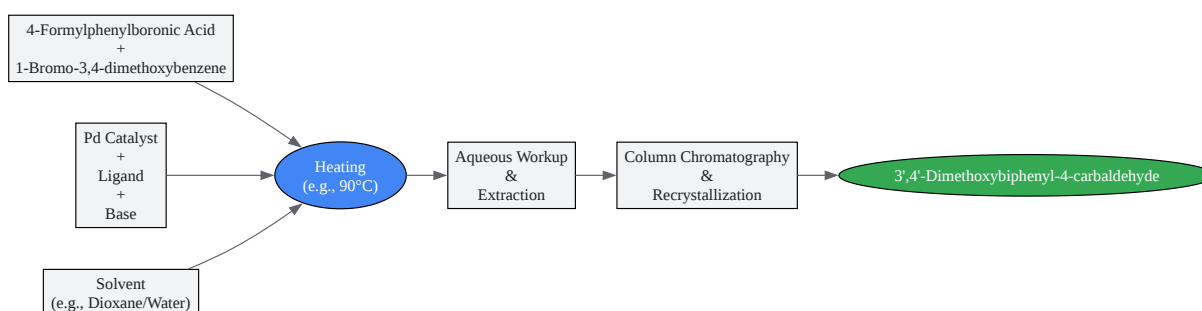 4-Formylphenylboronic Acid
+
1-Bromo-3,4-dimethoxybenzene
Pd Catalyst
+
Ligand
+
Base
Solvent
(e.g., Dioxane/Water)
Heating
(e.g., 90°C)
Aqueous Workup
&
Extraction
Column Chromatography
&
Recrystallization
3',4'-Dimethoxybiphenyl-4-carbaldehyde